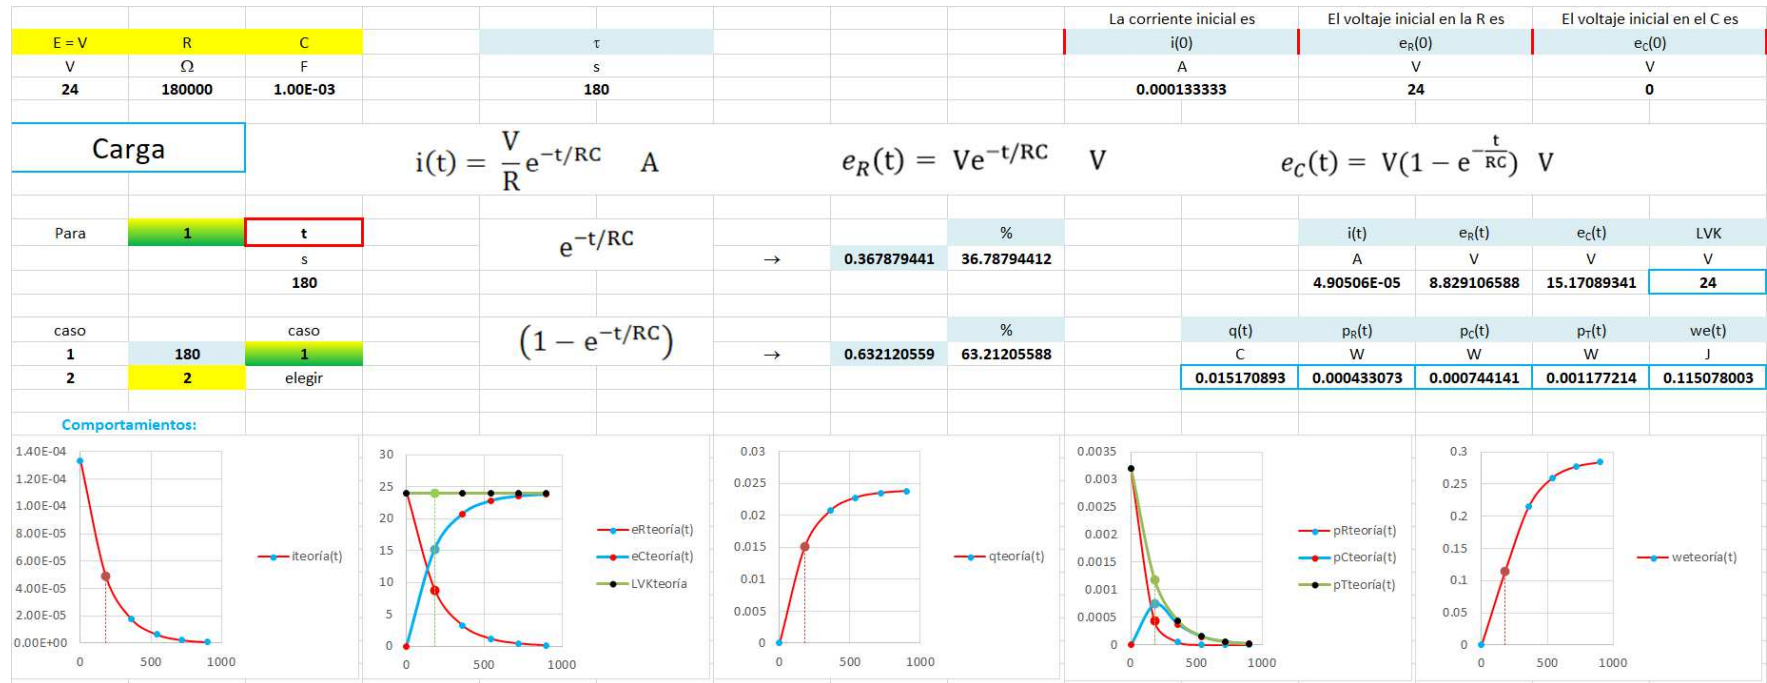 La corriente inicial es El voltaje inicial en la R es El voltaje inicial en el C es
E = V R C τ i(0) eR(0) eC(0)
V Ω F s A V V
24 180000 1.00E-03 180 0.000133333 24 0
Carga i(t) = V/R e^−t/RC A eR(t) = Ve^−t/RC V eC(t) = V(1 − e^−t/RC) V
Para 1 t e^−t/RC % i(t) eR(t) eC(t) LVK
s → 0.367879441 36.78794412 A V V V
180 4.90506E-05 8.829106588 15.17089341 24
caso caso (1 − e^−t/RC) % q(t) pR(t) pC(t) pT(t) we(t)
1 180 1 → 0.632120559 63.21205588 C W W W J
2 2 elegir 0.015170893 0.000433073 0.000744141 0.001177214 0.115078003
Comportamientos:
1.40E-04
1.20E-04
1.00E-04
8.00E-05
6.00E-05
4.00E-05
2.00E-05
0.00E+00
0 500 1000
iteoría(t)
30
25
20
15
10
5
0
0 500 1000
eRteoría(t)
eCteoría(t)
LVKteoría
0.03
0.025
0.02
0.015
0.01
0.005
0
0 500 1000
qteoría(t)
0.0035
0.003
0.0025
0.002
0.0015
0.001
0.0005
0
0 500 1000
pRteoría(t)
pCteoría(t)
pTteoría(t)
0.3
0.25
0.2
0.15
0.1
0.05
0
0 500 1000
weteoría(t)